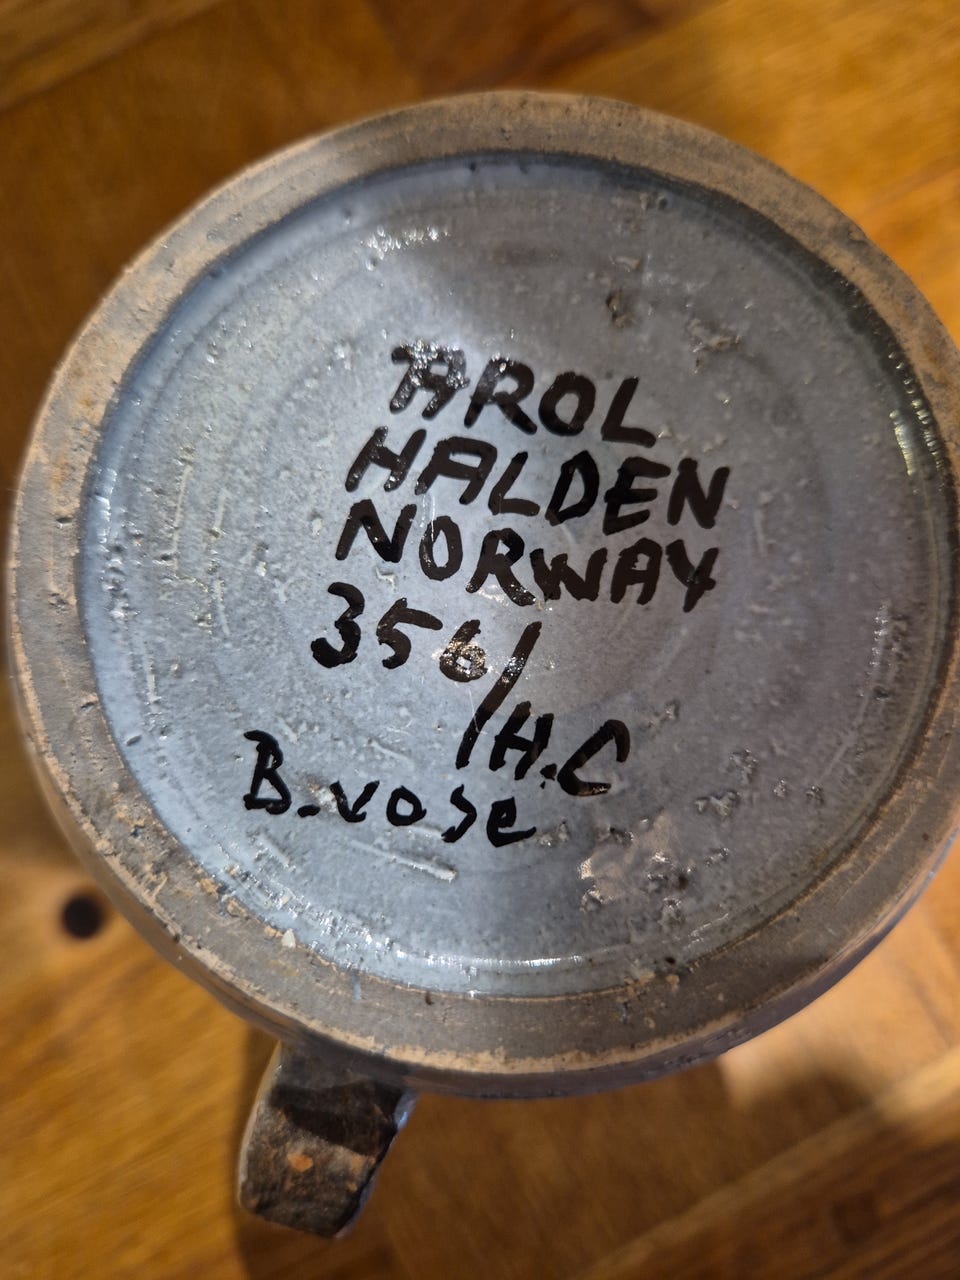 AROL
HALDEN
NORWAY
356/H.C
B.vose